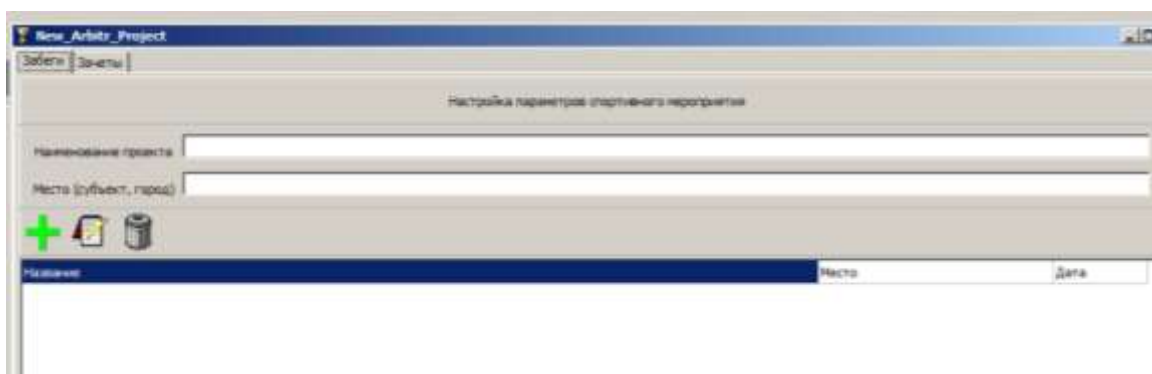 New_Arbitr_Project
Забеги Зачеты
Настройка параметров спортивного мероприятия
Наименование проекта
Место (субъект, город)
Название Место Дата